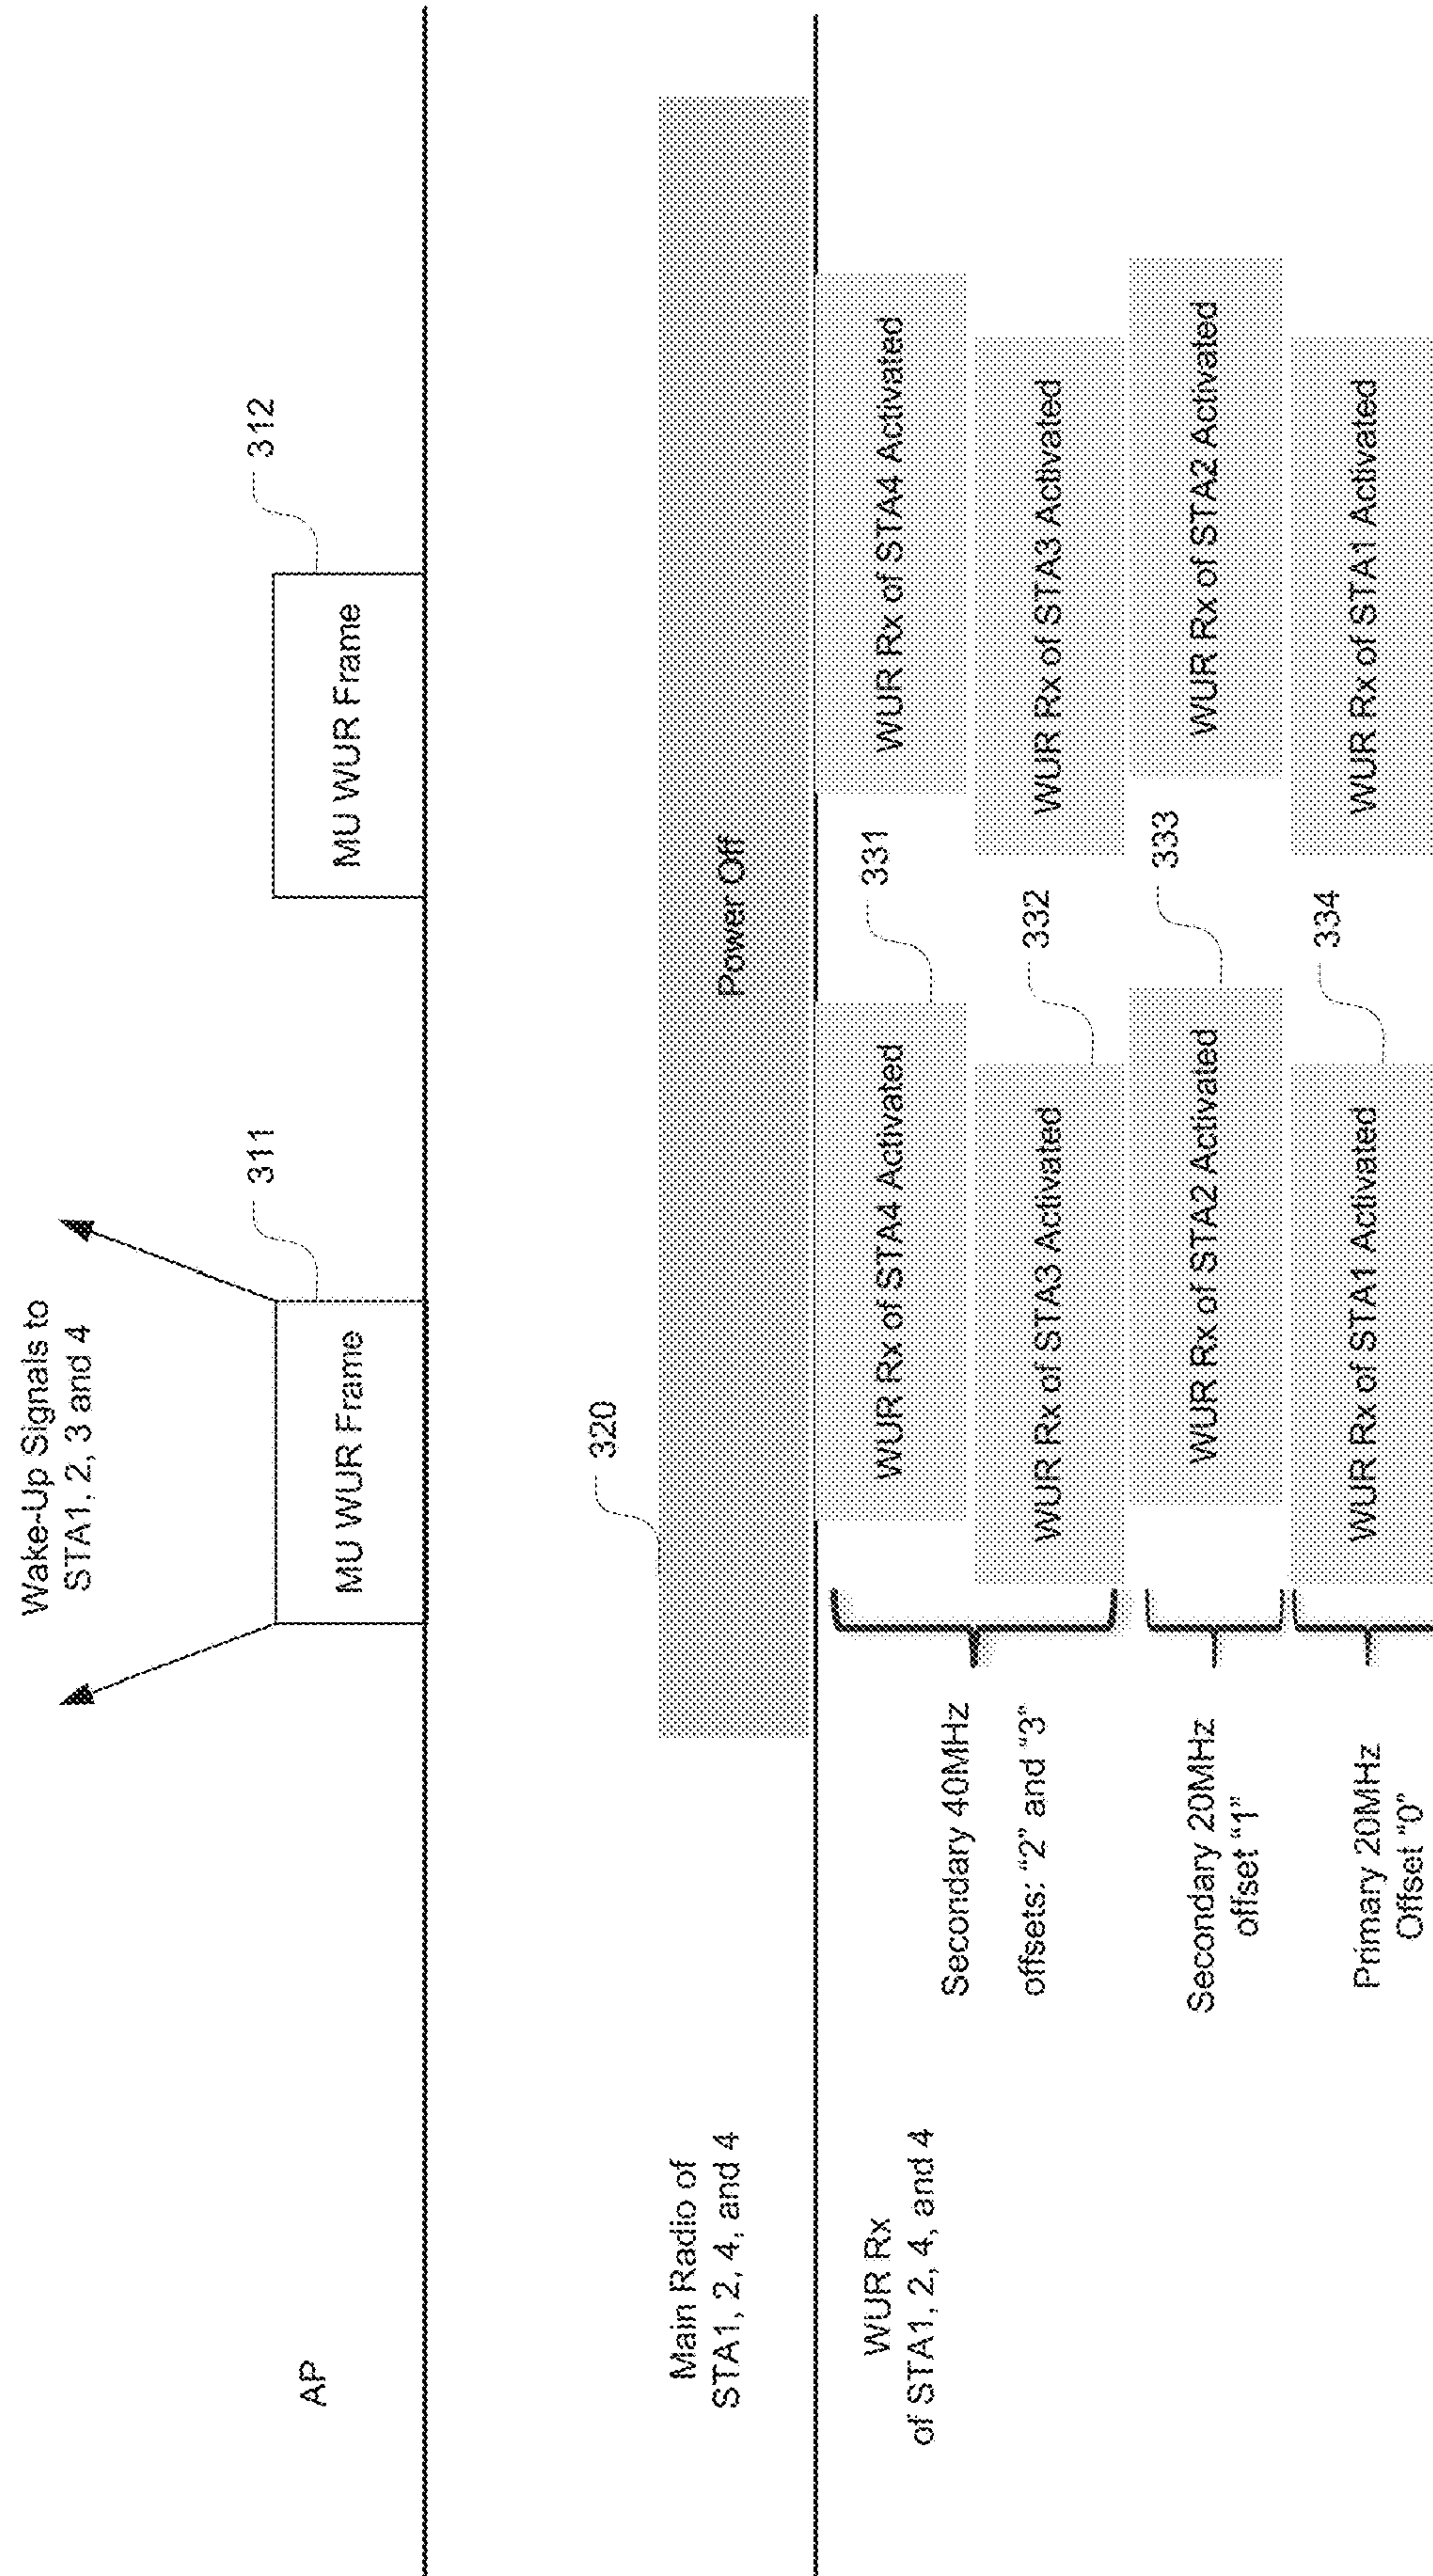 Wake-Up Signals to
STA1, 2, 3 and 4
AP
311
MU WUR Frame
312
MU WUR Frame
Main Radio of
STA1, 2, 4, and 4
320
Power Off
WUR Rx
of STA1, 2, 4, and 4
Secondary 40MHz
offsets: "2" and "3"
WUR Rx of STA4 Activated
331
WUR Rx of STA4 Activated
WUR Rx of STA3 Activated
332
WUR Rx of STA3 Activated
Secondary 20MHz
offset "1"
WUR Rx of STA2 Activated
333
WUR Rx of STA2 Activated
Primary 20MHz
Offset "0"
WUR Rx of STA1 Activated
334
WUR Rx of STA1 Activated